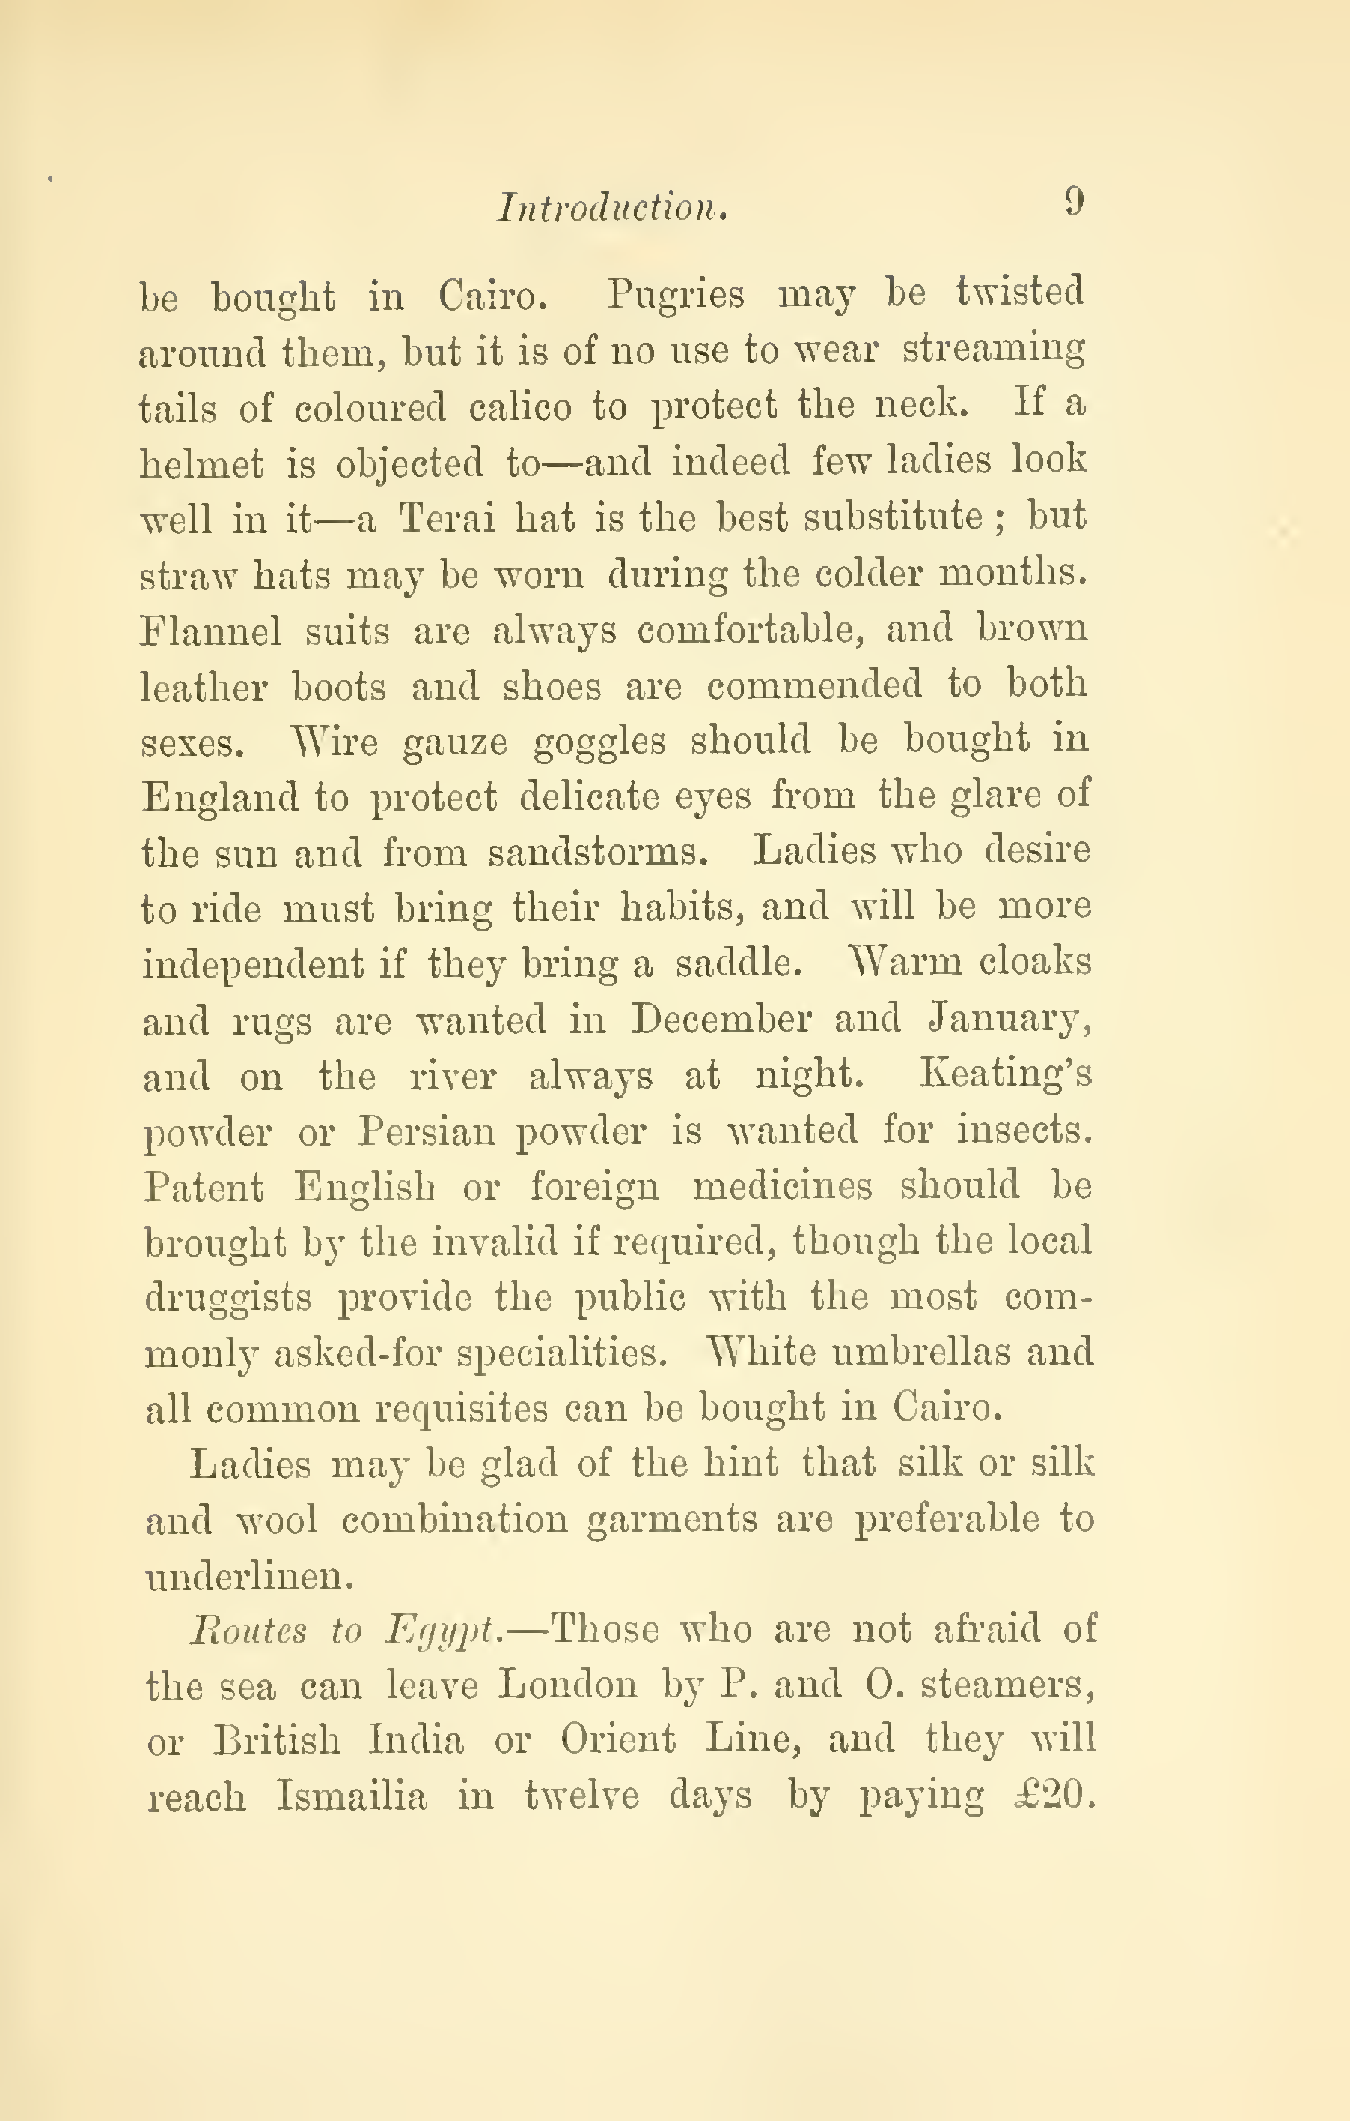 Introduction. 9
be bought in Cairo. Pugries may be twisted
around them, but it is of no use to wear streaming
tails of coloured calico to protect the neck. If a
helmet is objected to—and indeed few ladies look
well in it—a Terai hat is the best substitute ; but
straw hats may be worn during the colder months.
Flannel suits are always comfortable, and brown
leather boots and shoes are commended to both
sexes. Wire gauze goggles should be bought in
England to protect delicate eyes from the glare of
the sun and from sandstorms. Ladies who desire
to ride must bring their habits, and will be more
independent if they bring a saddle. Warm cloaks
and rugs are wanted in December and January,
and on the river always at night. Keating's
powder or Persian powder is wanted for insects.
Patent English or foreign medicines should be
brought by the invalid if required, though the local
druggists provide the public with the most com-
monly asked-for specialities. White umbrellas and
all common requisites can be bought in Cairo.
Ladies may be glad of the hint that silk or silk
and wool combination garments are preferable to
underlinen.
Routes to Egypt.—Those who are not afraid of
the sea can leave London by P. and O. steamers,
or British India or Orient Line, and they will
reach Ismailia in twelve days by paying £20.